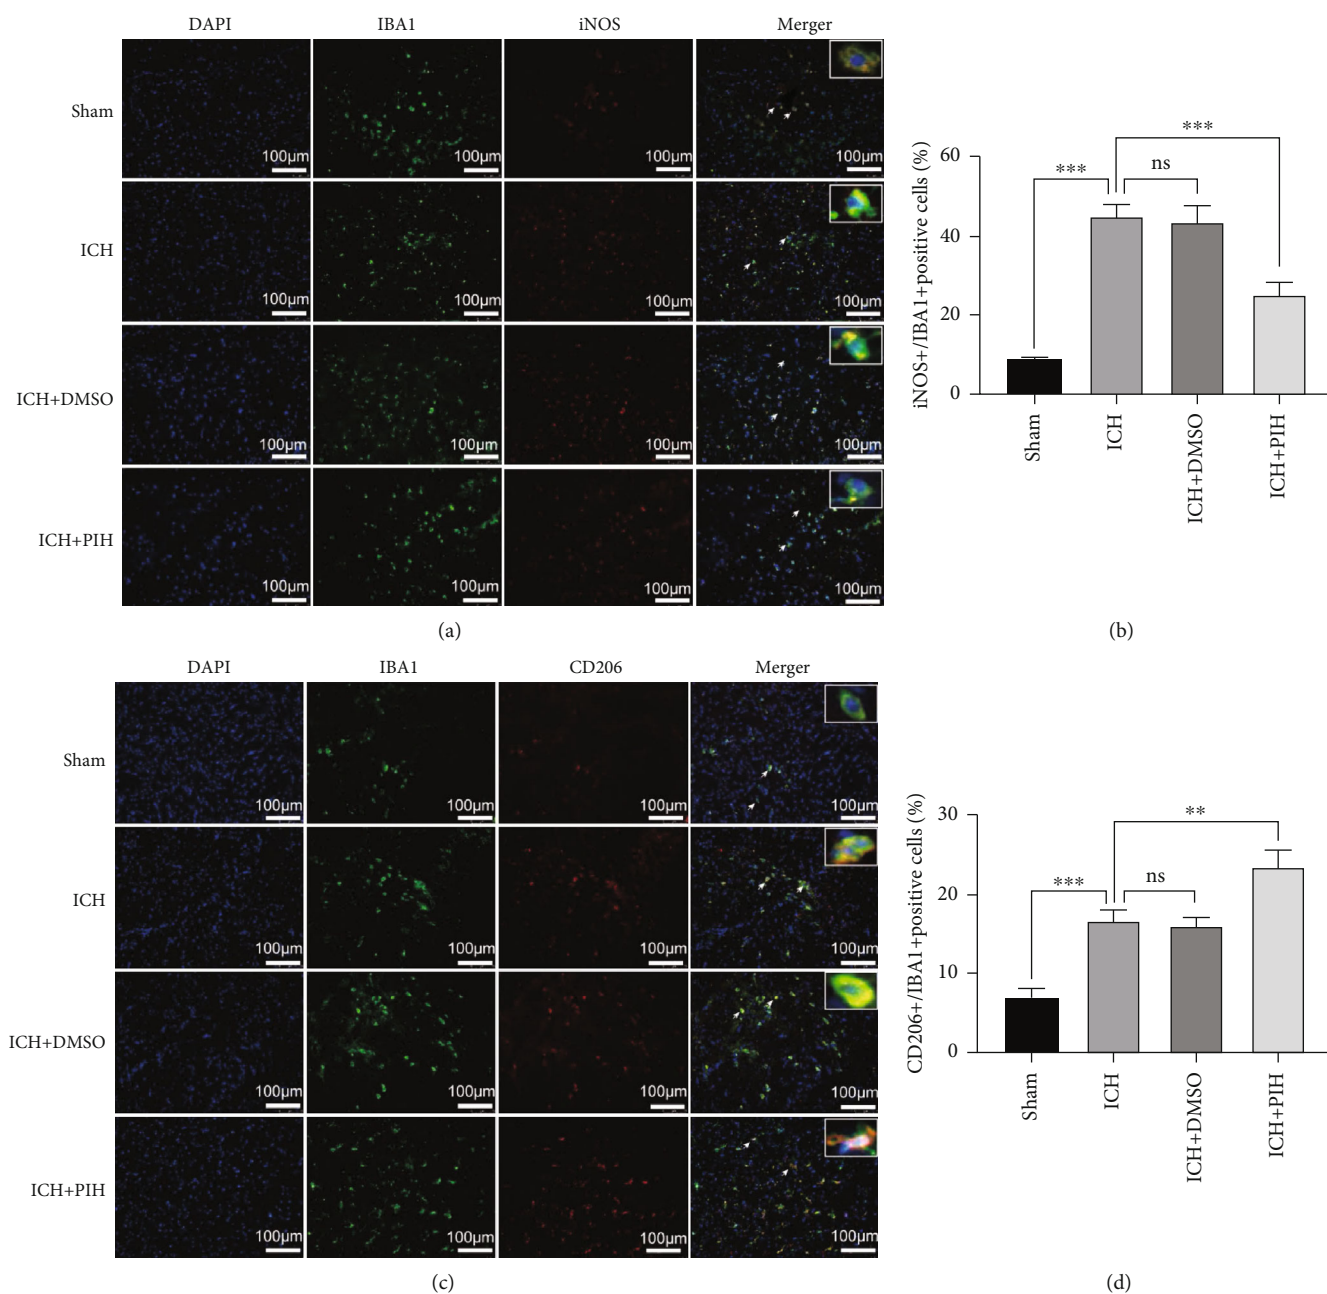 DAPI IBA1 iNOS Merger
Sham
100μm 100μm 100μm 100μm
ICH
100μm 100μm 100μm 100μm
ICH+DMSO
100μm 100μm 100μm 100μm
ICH+PIH
100μm 100μm 100μm 100μm
(a)
iNOS+/IBA1+positive cells (%)
60
40
20
0
***
ns
***
Sham
ICH
ICH+DMSO
ICH+PIH
(b)
DAPI IBA1 CD206 Merger
Sham
100μm 100μm 100μm 100μm
ICH
100μm 100μm 100μm 100μm
ICH+DMSO
100μm 100μm 100μm 100μm
ICH+PIH
100μm 100μm 100μm 100μm
(c)
CD206+/IBA1+positive cells (%)
30
20
10
0
***
ns
**
Sham
ICH
ICH+DMSO
ICH+PIH
(d)